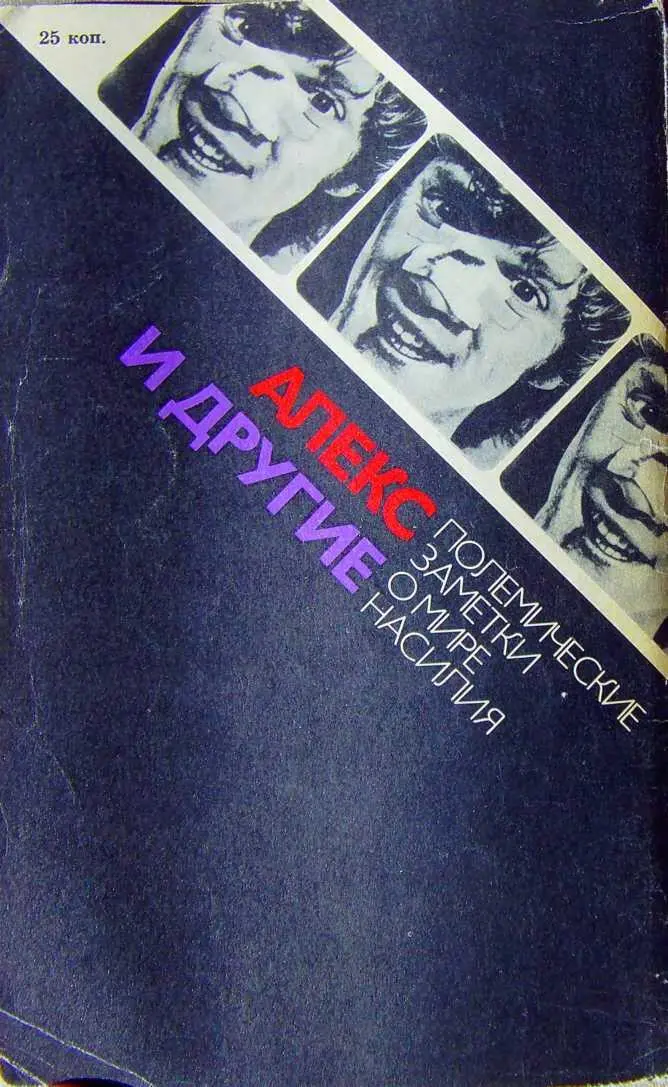 25 коп.
АЛЕКС
И ДРУГИЕ
ПОЛЕМИЧЕСКИЕ
ЗАМЕТКИ
О МИРЕ
НАСИЛИЯ